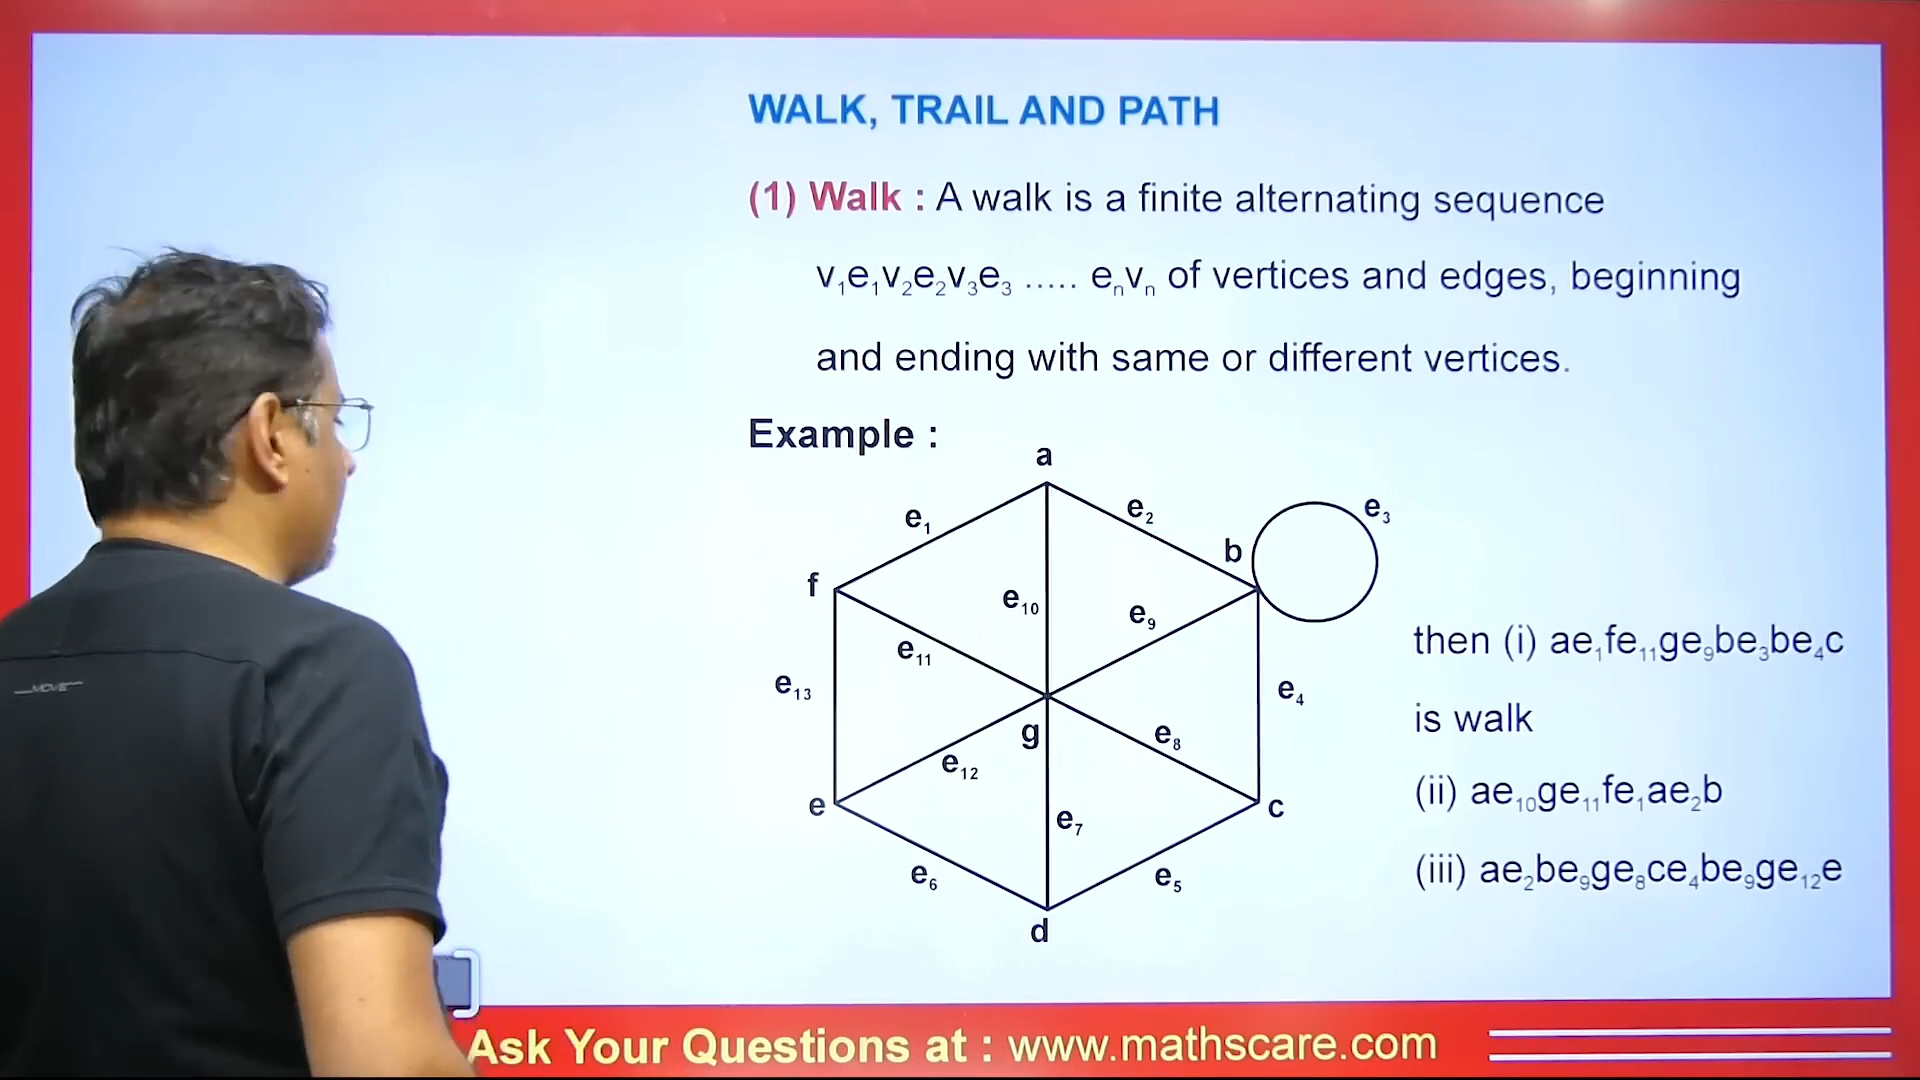 WALK, TRAIL AND PATH
(1) Walk : A walk is a finite alternating sequence
v₁e₁v₂e₂v₃e₃ ..... eₙvₙ of vertices and edges, beginning
and ending with same or different vertices.
Example :
a
e₁
e₂
e₃
b
f
e₁₀
e₉
e₁₁
e₁₃
e₄
g
e₈
e₁₂
e
c
e₇
e₆
e₅
d
then (i) ae₁fe₁₁ge₉be₃be₄c
is walk
(ii) ae₁₀ge₁₁fe₁ae₂b
(iii) ae₂be₉ge₈ce₄be₉ge₁₂e
MOVE
Ask Your Questions at : www.mathscare.com